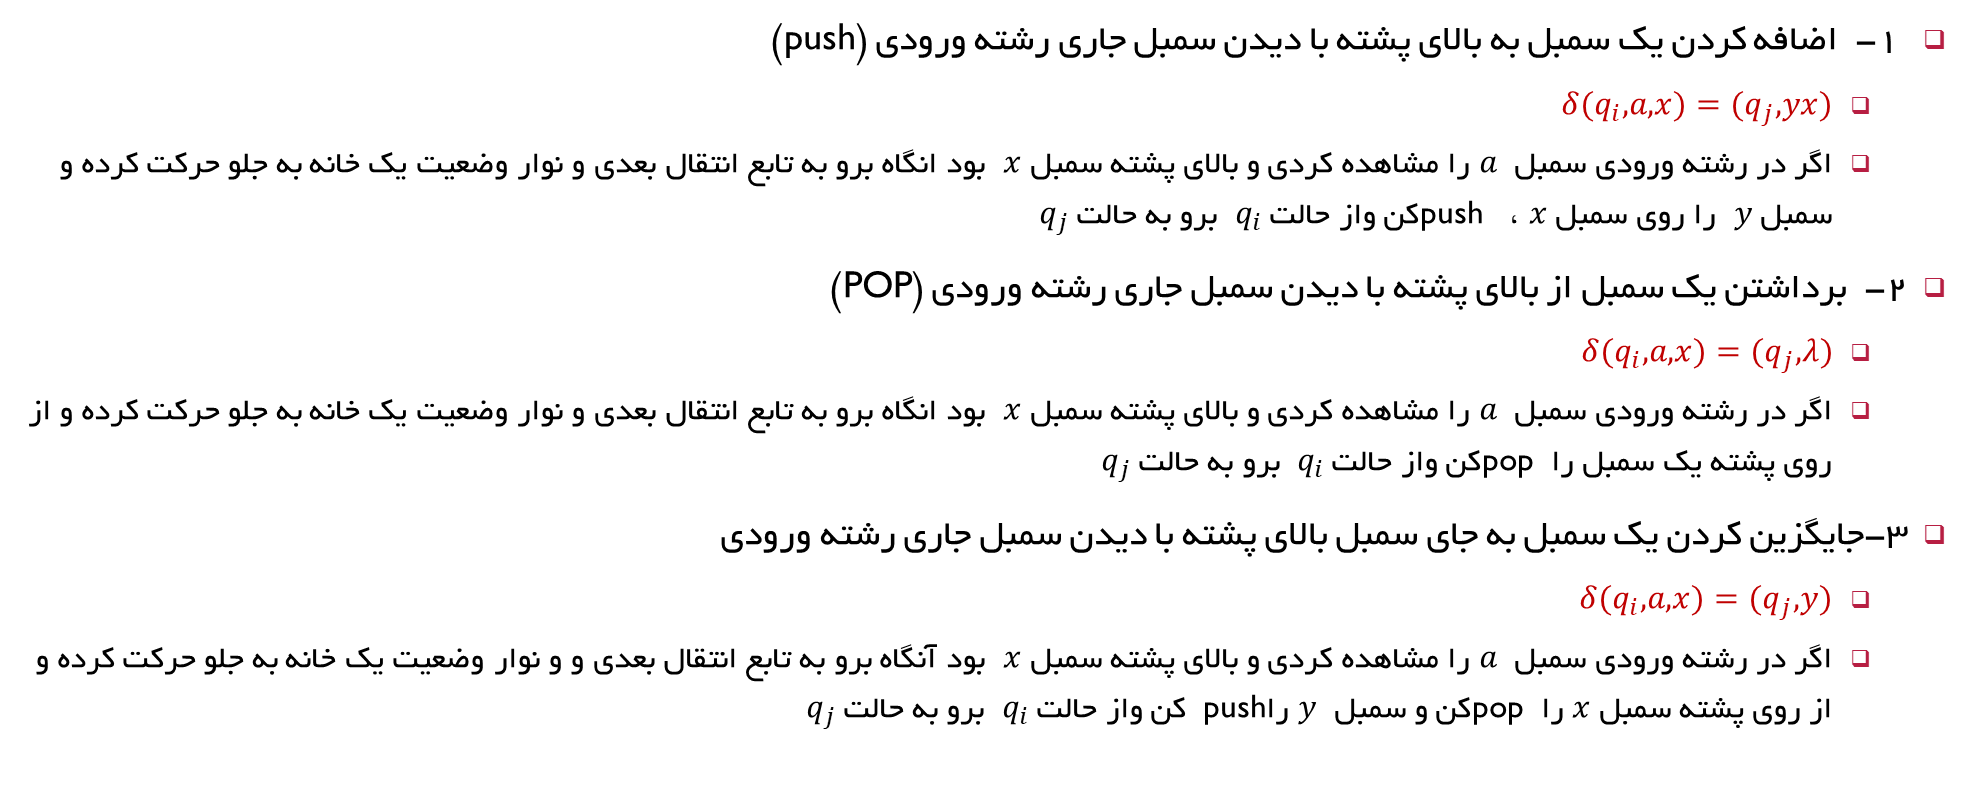 ۱- اضافه کردن یک سمبل به بالای پشته با دیدن سمبل جاری رشته ورودی (push)
δ(qᵢ,a,x) = (qⱼ,yx)
اگر در رشته ورودی سمبل a را مشاهده کردی و بالای پشته سمبل x بود انگاه برو به تابع انتقال بعدی و نوار وضعیت یک خانه به جلو حرکت کرده و
سمبل y را روی سمبل x ، pushکن واز حالت qᵢ برو به حالت qⱼ
۲- برداشتن یک سمبل از بالای پشته با دیدن سمبل جاری رشته ورودی (POP)
δ(qᵢ,a,x) = (qⱼ,λ)
اگر در رشته ورودی سمبل a را مشاهده کردی و بالای پشته سمبل x بود انگاه برو به تابع انتقال بعدی و نوار وضعیت یک خانه به جلو حرکت کرده و از
روی پشته یک سمبل را popکن واز حالت qᵢ برو به حالت qⱼ
۳-جایگزین کردن یک سمبل به جای سمبل بالای پشته با دیدن سمبل جاری رشته ورودی
δ(qᵢ,a,x) = (qⱼ,y)
اگر در رشته ورودی سمبل a را مشاهده کردی و بالای پشته سمبل x بود آنگاه برو به تابع انتقال بعدی و و نوار وضعیت یک خانه به جلو حرکت کرده و
از روی پشته سمبل x را popکن و سمبل y راpush کن واز حالت qᵢ برو به حالت qⱼ